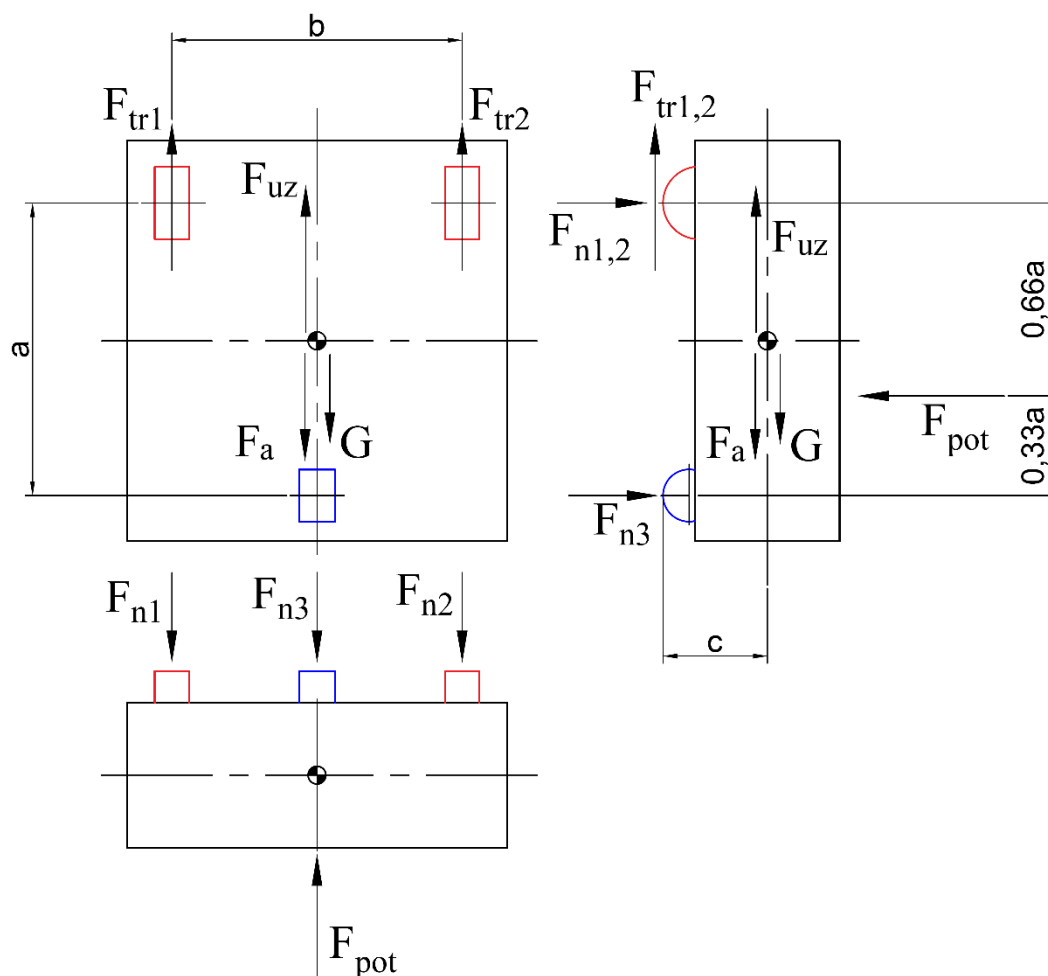 b
F_tr1
F_tr2
F_uz
a
F_a
G
F_tr1,2
F_n1,2
F_uz
0,66a
F_a
G
F_pot
0,33a
F_n3
c
F_n1
F_n3
F_n2
F_pot